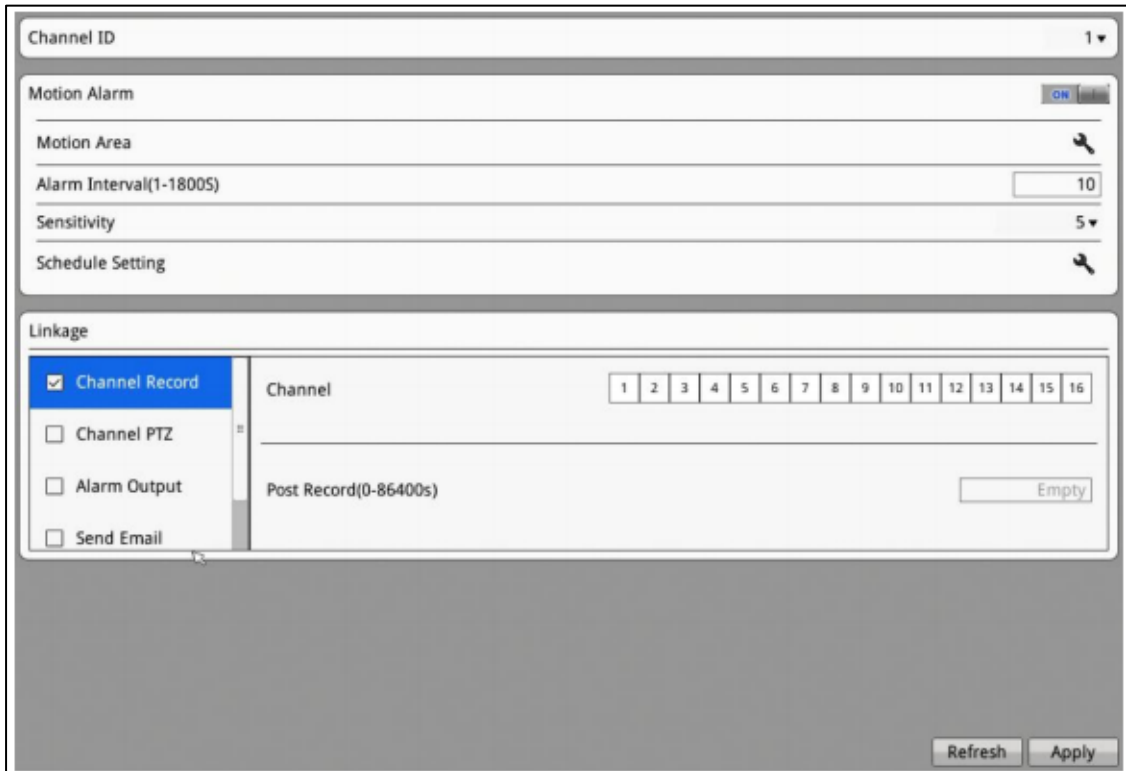 Channel ID 1
Motion Alarm ON
Motion Area
Alarm Interval(1-1800S) 10
Sensitivity 5
Schedule Setting
Linkage
Channel Record
Channel PTZ
Alarm Output
Send Email
Channel 1 2 3 4 5 6 7 8 9 10 11 12 13 14 15 16
Post Record(0-86400s) Empty
Refresh Apply